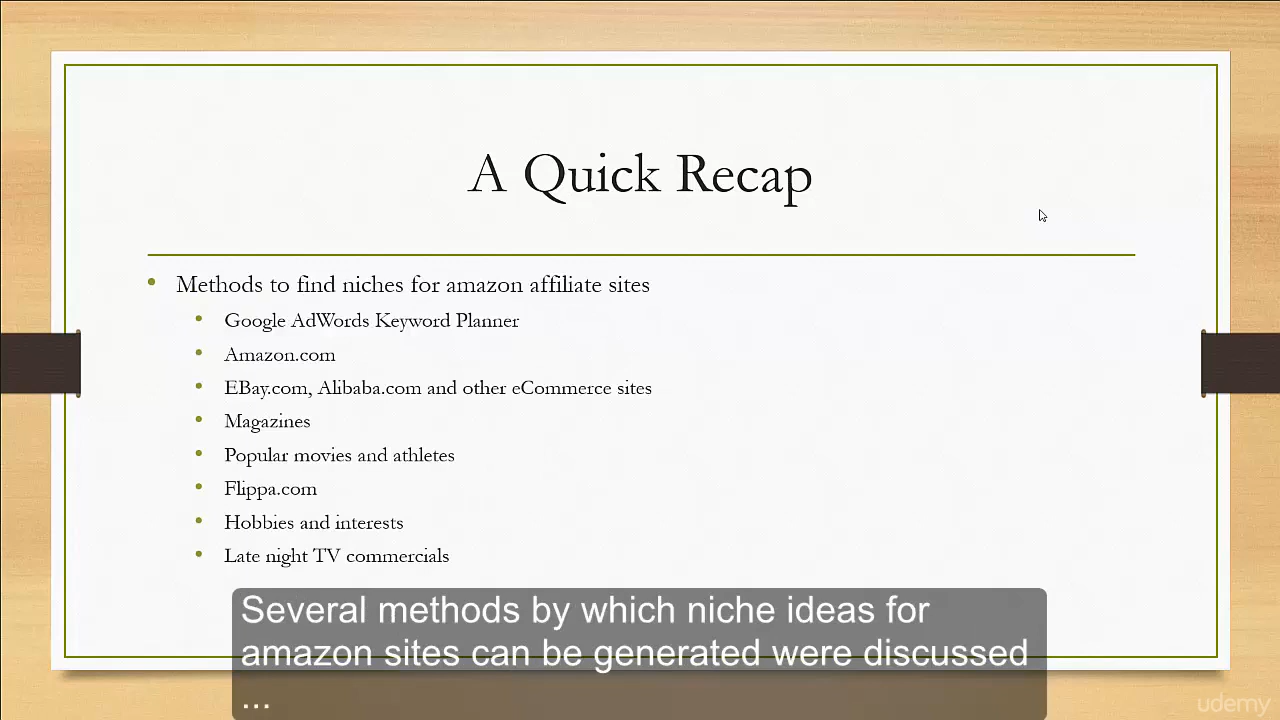 A Quick Recap
• Methods to find niches for amazon affiliate sites
• Google AdWords Keyword Planner
• Amazon.com
• EBay.com, Alibaba.com and other eCommerce sites
• Magazines
• Popular movies and athletes
• Flippa.com
• Hobbies and interests
• Late night TV commercials
Several methods by which niche ideas for
amazon sites can be generated were discussed
...
udemy